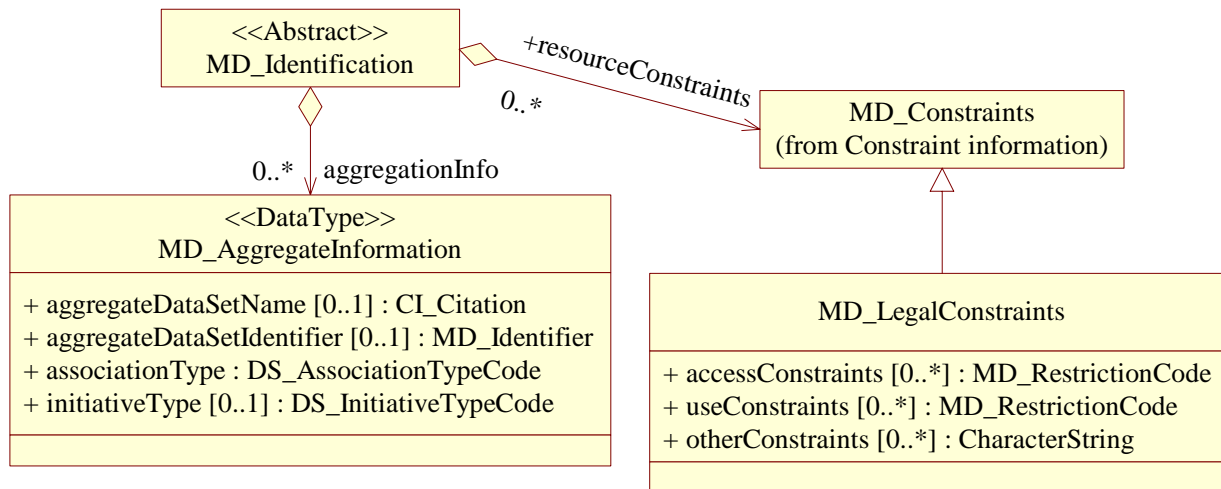 <<Abstract>>
MD_Identification
+resourceConstraints
0..*
MD_Constraints
(from Constraint information)
0..*
aggregationInfo
<<DataType>>
MD_AggregateInformation
+ aggregateDataSetName [0..1] : CI_Citation
+ aggregateDataSetIdentifier [0..1] : MD_Identifier
+ associationType : DS_AssociationTypeCode
+ initiativeType [0..1] : DS_InitiativeTypeCode
MD_LegalConstraints
+ accessConstraints [0..*] : MD_RestrictionCode
+ useConstraints [0..*] : MD_RestrictionCode
+ otherConstraints [0..*] : CharacterString